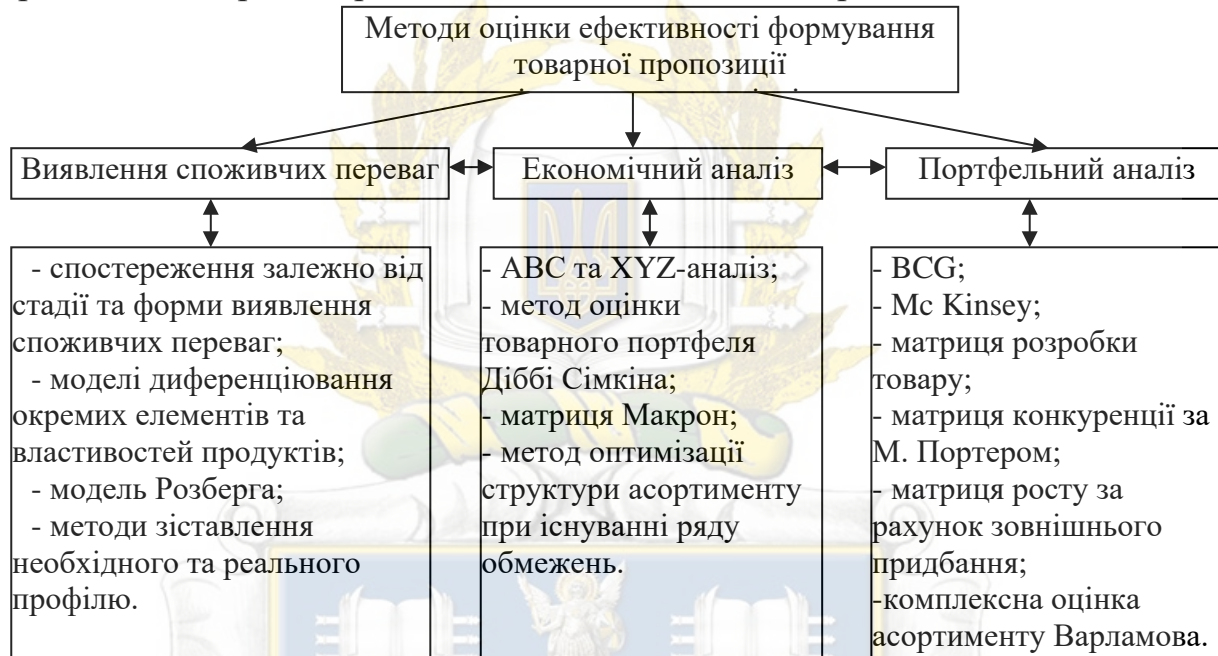 Методи оцінки ефективності формування
товарної пропозиції
Виявлення споживчих переваг
Економічний аналіз
Портфельний аналіз
- спостереження залежно від
стадії та форми виявлення
споживчих переваг;
- моделі диференціювання
окремих елементів та
властивостей продуктів;
- модель Розберга;
- методи зіставлення
необхідного та реального
профілю.
- АВС та XYZ-аналіз;
- метод оцінки
товарного портфеля
Діббі Сімкіна;
- матриця Макрон;
- метод оптимізації
структури асортименту
при існуванні ряду
обмежень.
- BCG;
- Mc Kinsey;
- матриця розробки
товару;
- матриця конкуренції за
М. Портером;
- матриця росту за
рахунок зовнішнього
придбання;
-комплексна оцінка
асортименту Варламова.